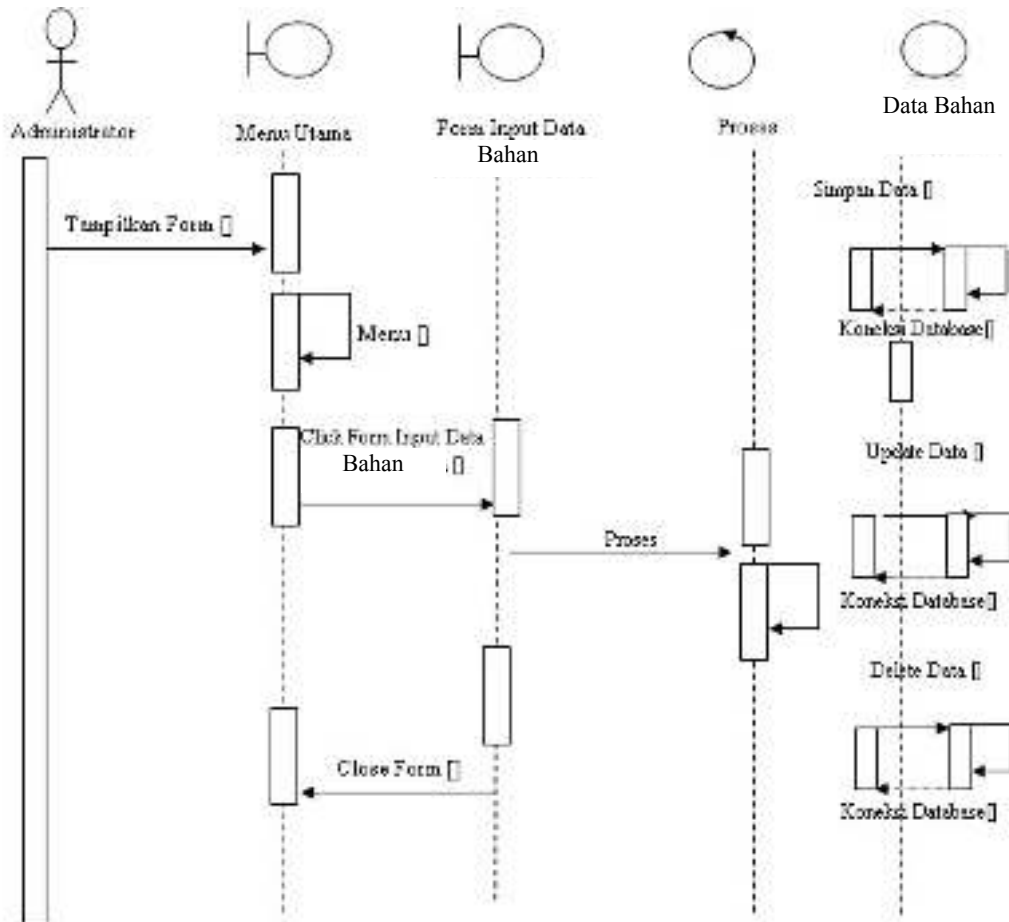 Administrator
Menu Utama
Form Input Data
Bahan
Proses
Data Bahan
Simpan Data []
Tampilkan Form []
Koneksi Database[]
Menu []
Click Form Input Data
Bahan []
Update Data []
Proses
Koneksi Database[]
Delete Data []
Close Form []
Koneksi Database[]